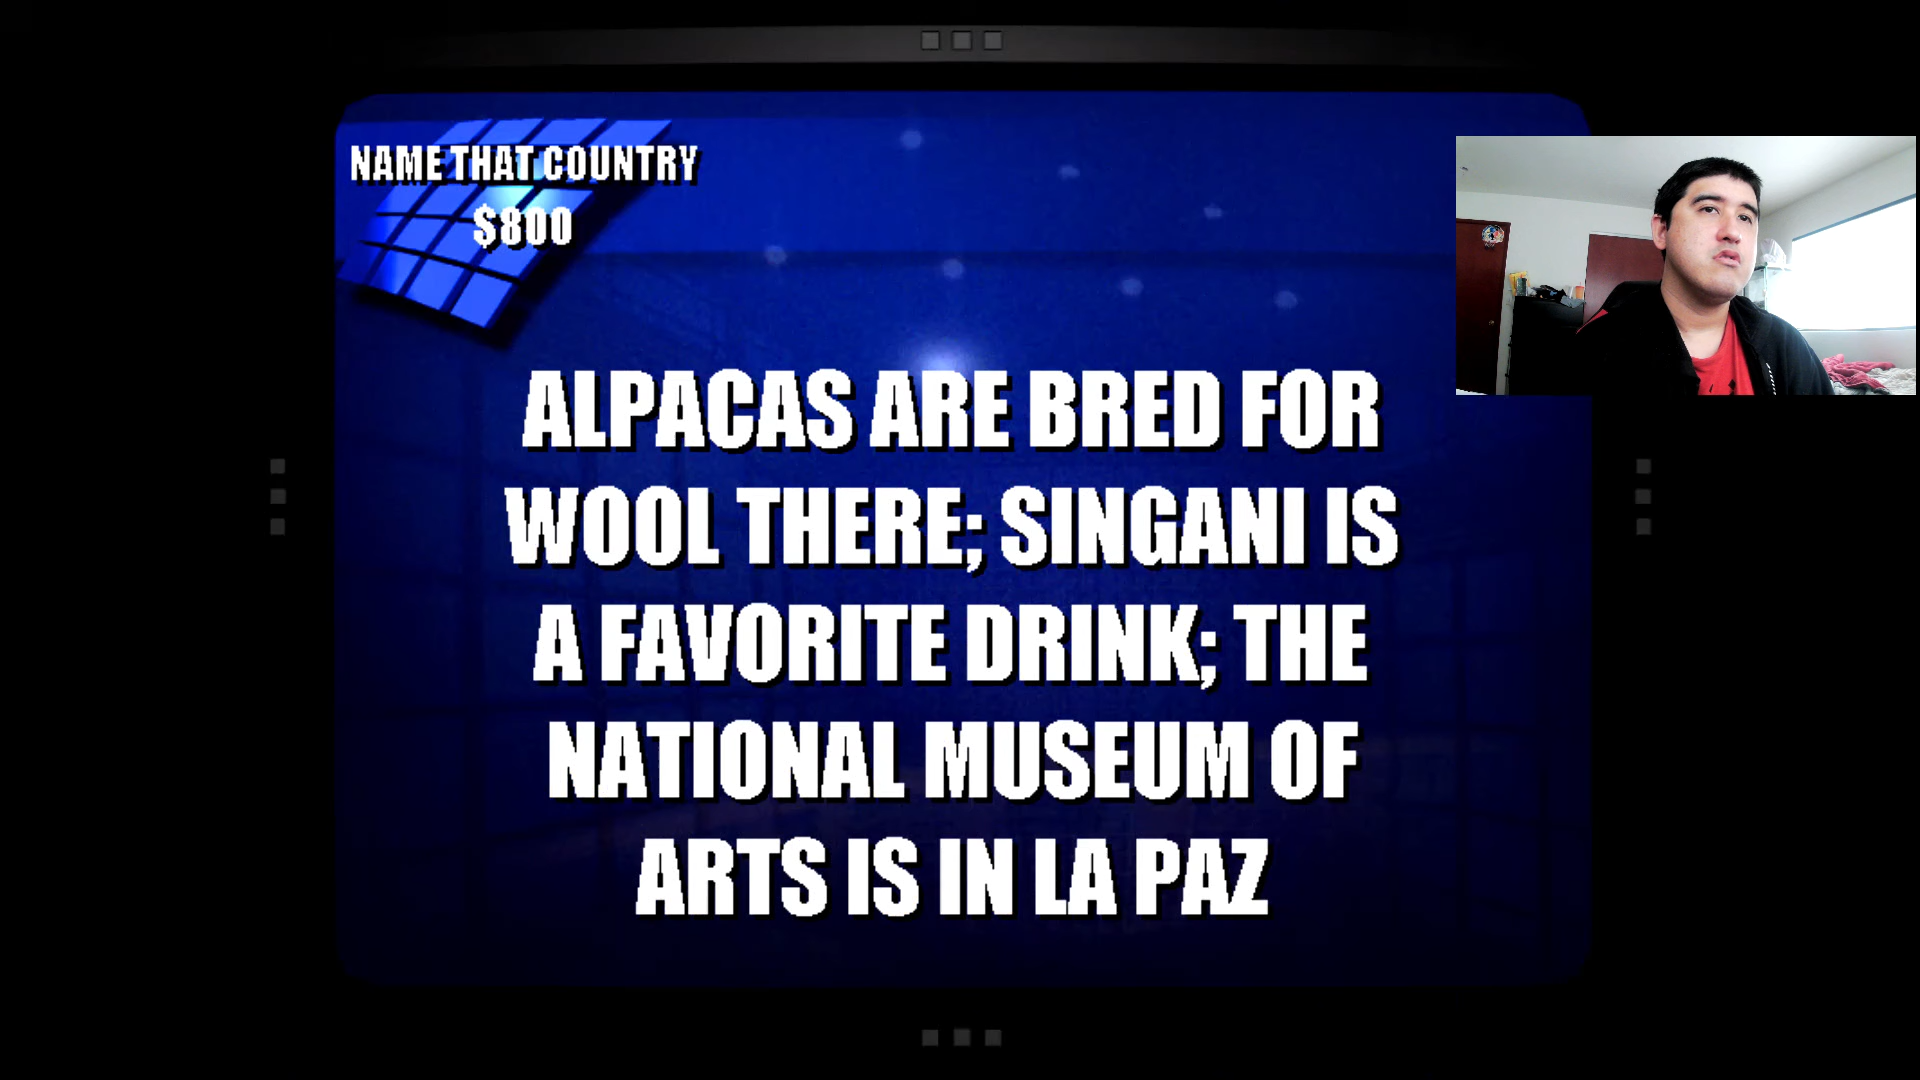 NAME THAT COUNTRY
$800
ALPACAS ARE BRED FOR
WOOL THERE; SINGANI IS
A FAVORITE DRINK; THE
NATIONAL MUSEUM OF
ARTS IS IN LA PAZ